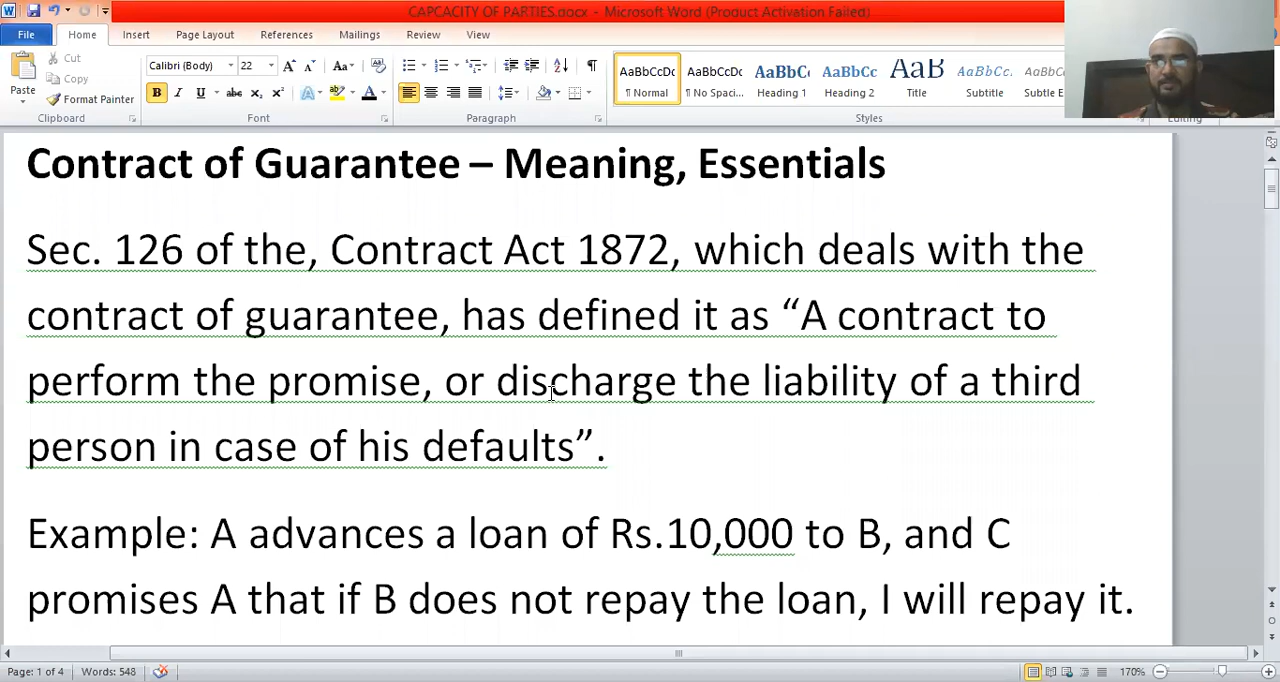 CAPCACITY OF PARTIES.docx - Microsoft Word (Product Activation Failed)
File Home Insert Page Layout References Mailings Review View
Cut
Copy
Format Painter
Paste
Calibri (Body) 22
AaBbCcDc AaBbCcDc AaBbC AaBbCc AaB AaBbCc. AaBbCc
Normal No Spaci... Heading 1 Heading 2 Title Subtitle Subtle E
Clipboard Font Paragraph Styles Editing
Contract of Guarantee – Meaning, Essentials
Sec. 126 of the, Contract Act 1872, which deals with the
contract of guarantee, has defined it as “A contract to
perform the promise, or discharge the liability of a third
person in case of his defaults”.
Example: A advances a loan of Rs.10,000 to B, and C
promises A that if B does not repay the loan, I will repay it.
Page: 1 of 4 Words: 548 170%